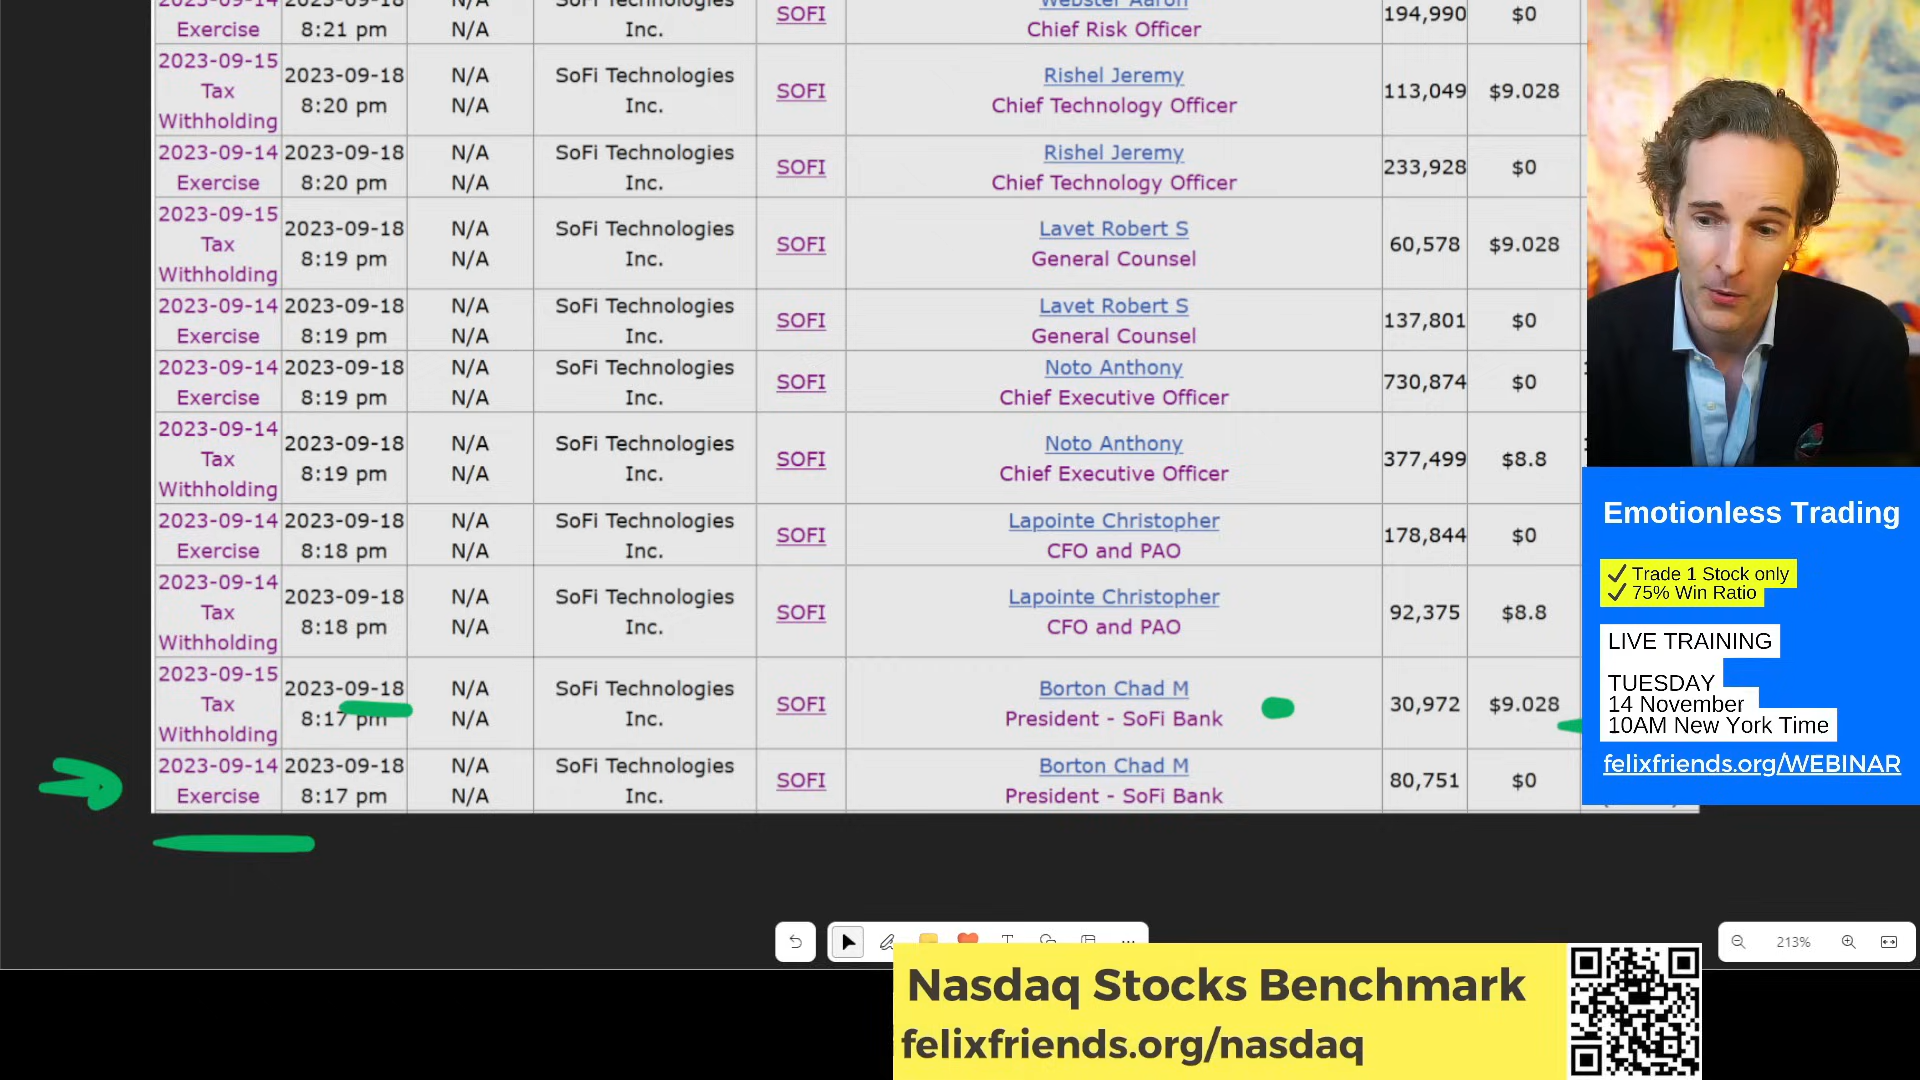 2023-09-14 2023-09-18 N/A SoFi Technologies SOFI Webster Aaron 194,990 $0
Exercise 8:21 pm N/A Inc. Chief Risk Officer
2023-09-15
Tax
Withholding
2023-09-18
8:20 pm
N/A
N/A
SoFi Technologies
Inc.
SOFI
Rishel Jeremy
Chief Technology Officer
113,049
$9.028
2023-09-14
Exercise
2023-09-18
8:20 pm
N/A
N/A
SoFi Technologies
Inc.
SOFI
Rishel Jeremy
Chief Technology Officer
233,928
$0
2023-09-15
Tax
Withholding
2023-09-18
8:19 pm
N/A
N/A
SoFi Technologies
Inc.
SOFI
Lavet Robert S
General Counsel
60,578
$9.028
2023-09-14
Exercise
2023-09-18
8:19 pm
N/A
N/A
SoFi Technologies
Inc.
SOFI
Lavet Robert S
General Counsel
137,801
$0
2023-09-14
Exercise
2023-09-18
8:19 pm
N/A
N/A
SoFi Technologies
Inc.
SOFI
Noto Anthony
Chief Executive Officer
730,874
$0
2023-09-14
Tax
Withholding
2023-09-18
8:19 pm
N/A
N/A
SoFi Technologies
Inc.
SOFI
Noto Anthony
Chief Executive Officer
377,499
$8.8
2023-09-14
Exercise
2023-09-18
8:18 pm
N/A
N/A
SoFi Technologies
Inc.
SOFI
Lapointe Christopher
CFO and PAO
178,844
$0
2023-09-14
Tax
Withholding
2023-09-18
8:18 pm
N/A
N/A
SoFi Technologies
Inc.
SOFI
Lapointe Christopher
CFO and PAO
92,375
$8.8
2023-09-15
Tax
Withholding
2023-09-18
8:17 pm
N/A
N/A
SoFi Technologies
Inc.
SOFI
Borton Chad M
President - SoFi Bank
30,972
$9.028
2023-09-14
Exercise
2023-09-18
8:17 pm
N/A
N/A
SoFi Technologies
Inc.
SOFI
Borton Chad M
President - SoFi Bank
80,751
$0
Emotionless Trading
✓ Trade 1 Stock only
✓ 75% Win Ratio
LIVE TRAINING
TUESDAY
14 November
10AM New York Time
felixfriends.org/WEBINAR
213%
Nasdaq Stocks Benchmark
felixfriends.org/nasdaq